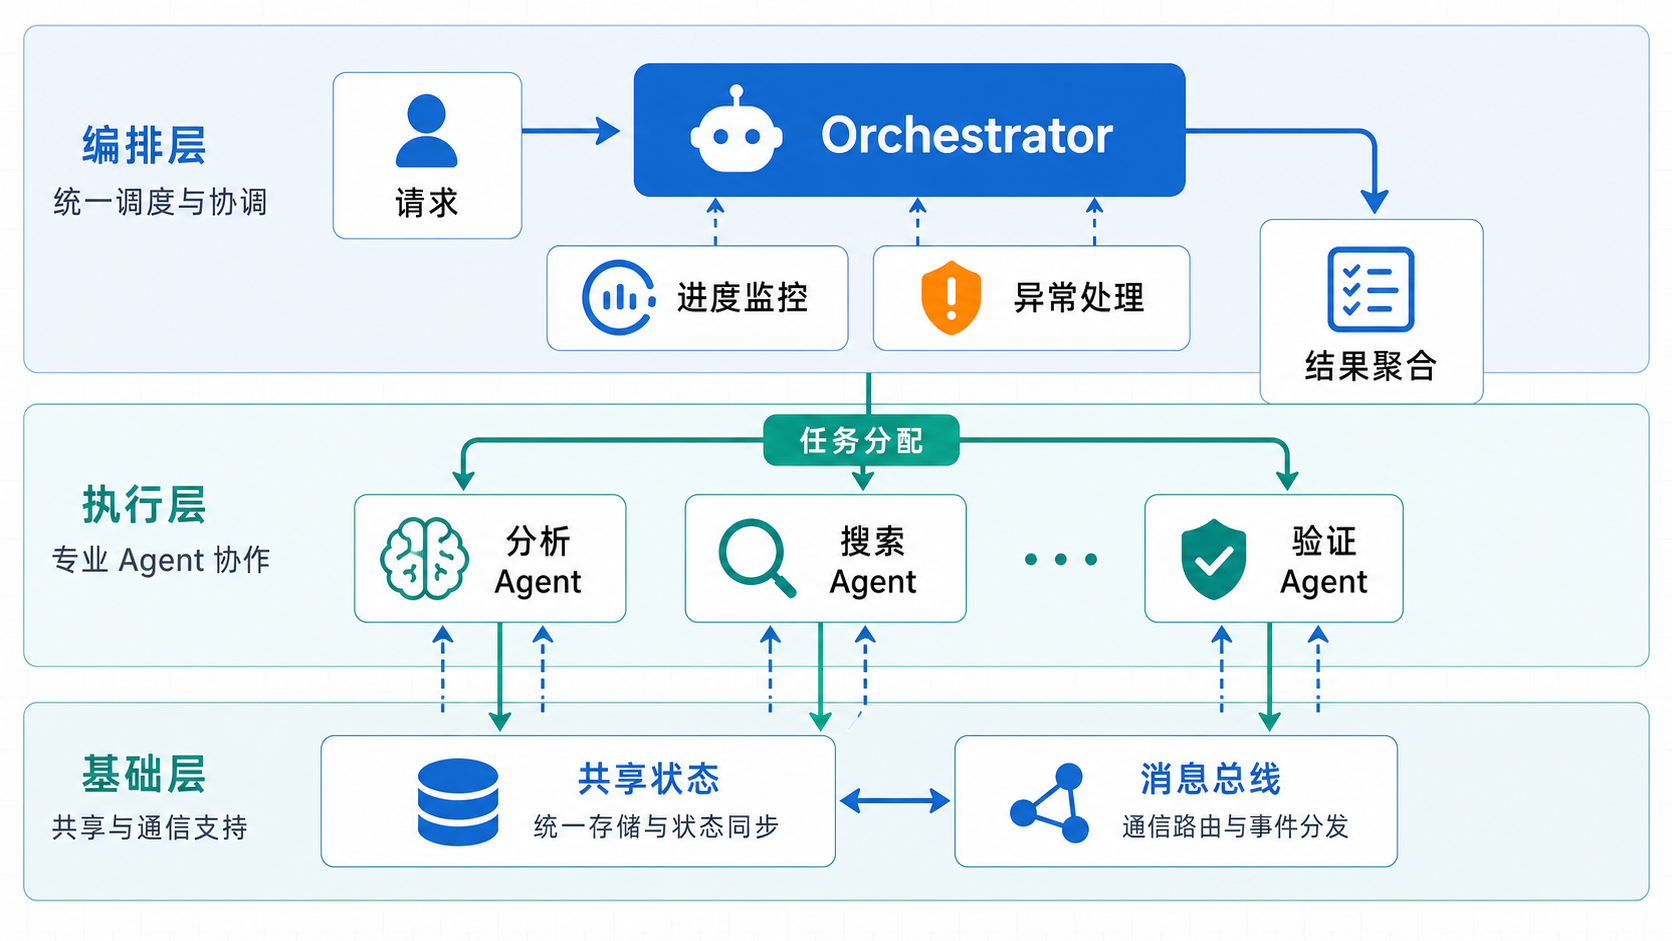 编排层
统一调度与协调
请求
Orchestrator
进度监控
异常处理
结果聚合
任务分配
执行层
专业 Agent 协作
分析
Agent
搜索
Agent
验证
Agent
基础层
共享与通信支持
共享状态
统一存储与状态同步
消息总线
通信路由与事件分发